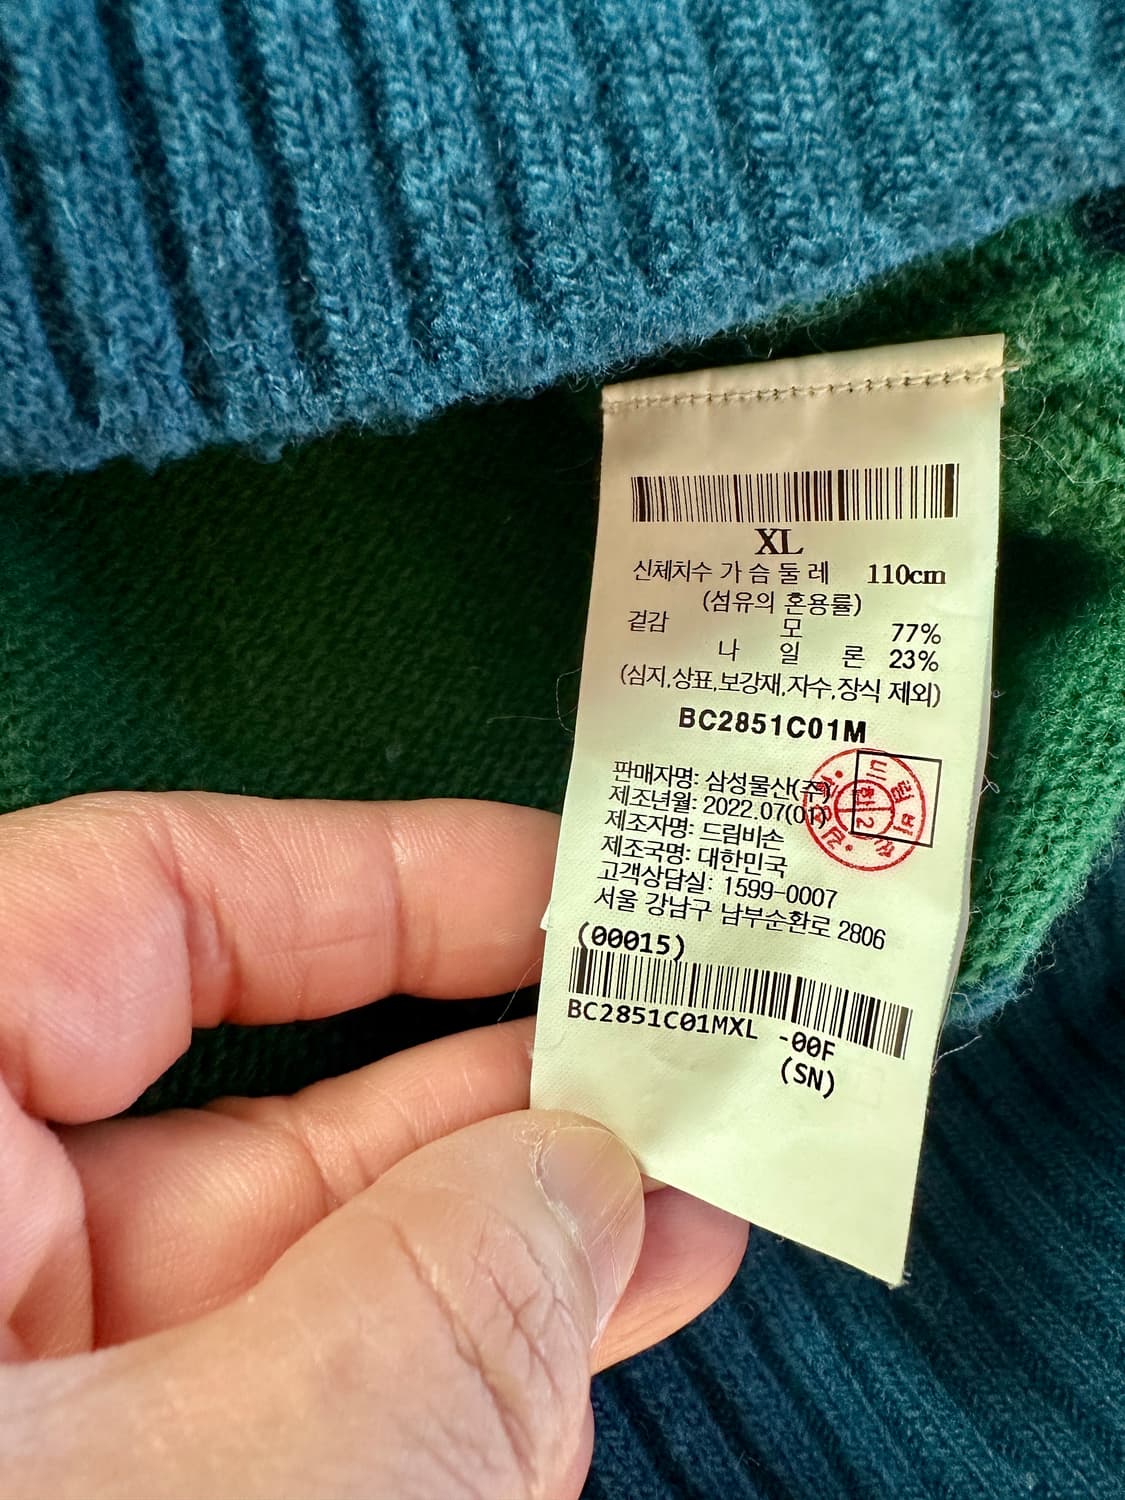 XL
신체치수 가 슴 둘 레 110cm
(섬유의 혼용률)
겉감 모 77%
나 일 론 23%
(심지,상표,보강재,자수,장식 제외)
BC2851C01M
판매자명: 삼성물산(주)
제조년월: 2022.07(01)
제조자명: 드림비손
제조국명: 대한민국
고객상담실: 1599-0007
서울 강남구 남부순환로 2806
(00015)
BC2851C01MXL -00F
(SN)